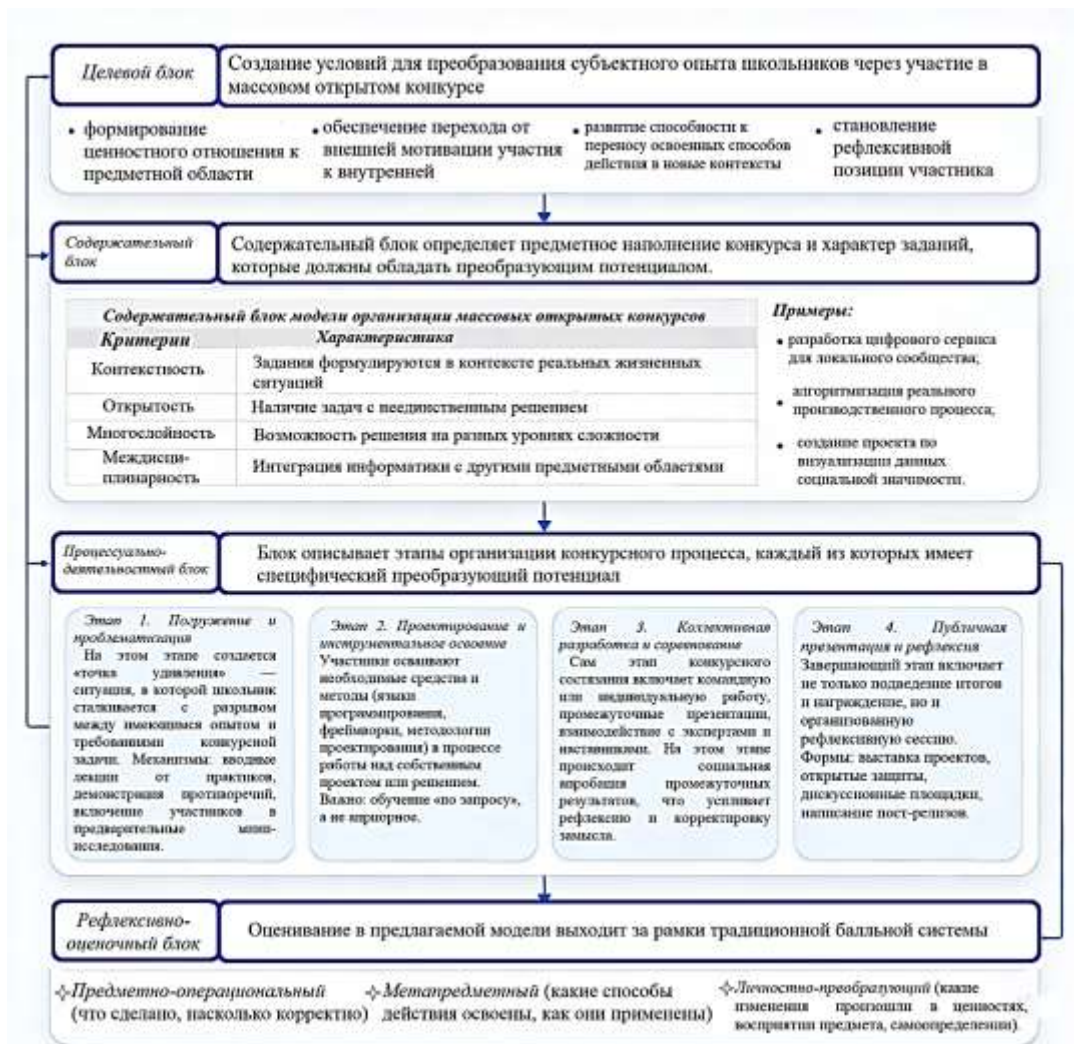 Целевой блок
Создание условий для преобразования субъектного опыта школьников через участие в
массовом открытом конкурсе
• формирование
ценностного отношения к
предметной области
• обеспечение перехода от
внешней мотивации участия
к внутренней
• развитие способности к
переносу освоенных способов
действия в новые контексты
• становление
рефлексивной
позиции участника
Содержательный
блок
Содержательный блок определяет предметное наполнение конкурса и характер заданий,
которые должны обладать преобразующим потенциалом.
Содержательный блок модели организации массовых открытых конкурсов
Критерии Характеристика
Контекстность Задания формулируются в контексте реальных жизненных
ситуаций
Открытость Наличие задач с неединственным решением
Многослойность Возможность решения на разных уровнях сложности
Междисци-
плинарность Интеграция информатики с другими предметными областями
Примеры:
• разработка цифрового сервиса
для локального сообщества;
• алгоритмизация реального
производственного процесса;
• создание проекта по
визуализации данных
социальной значимости.
Процессуально-
деятельностный блок
Блок описывает этапы организации конкурсного процесса, каждый из которых имеет
специфический преобразующий потенциал
Этап 1. Погружение и
проблематизация
На этом этапе создается
«точка удивления» —
ситуация, в которой школьник
сталкивается с разрывом
между имеющимся опытом и
требованиями конкурсной
задачи. Механизмы: вводные
лекции от практиков,
демонстрация противоречий,
включение участников в
предварительные мини-
исследования.
Этап 2. Проектирование и
инструментальное освоение
Участники осваивают
необходимые средства и
методы (языки
программирования,
фреймворки, методологии
проектирования) в процессе
работы над собственным
проектом или решением.
Важно: обучение «по запросу»,
а не априорное.
Этап 3. Коллективная
разработка и соревнование
Сам этап конкурсного
состязания включает командную
или индивидуальную работу,
промежуточные презентации,
взаимодействие с экспертами и
наставниками. На этом этапе
происходит социальная
апробация промежуточных
результатов, что усиливает
рефлексию и корректировку
замысла.
Этап 4. Публичная
презентация и рефлексия
Завершающий этап включает
не только подведение итогов
и награждение, но и
организованную
рефлексивную сессию.
Формы: выставка проектов,
открытые защиты,
дискуссионные площадки,
написание пост-релизов.
Рефлексивно-
оценочный блок
Оценивание в предлагаемой модели выходит за рамки традиционной балльной системы
Предметно-операциональный
(что сделано, насколько корректно)
Метапредметный (какие способы
действия освоены, как они применены)
Личностно-преобразующий (какие
изменения произошли в ценностях,
восприятии предмета, самоопределении).